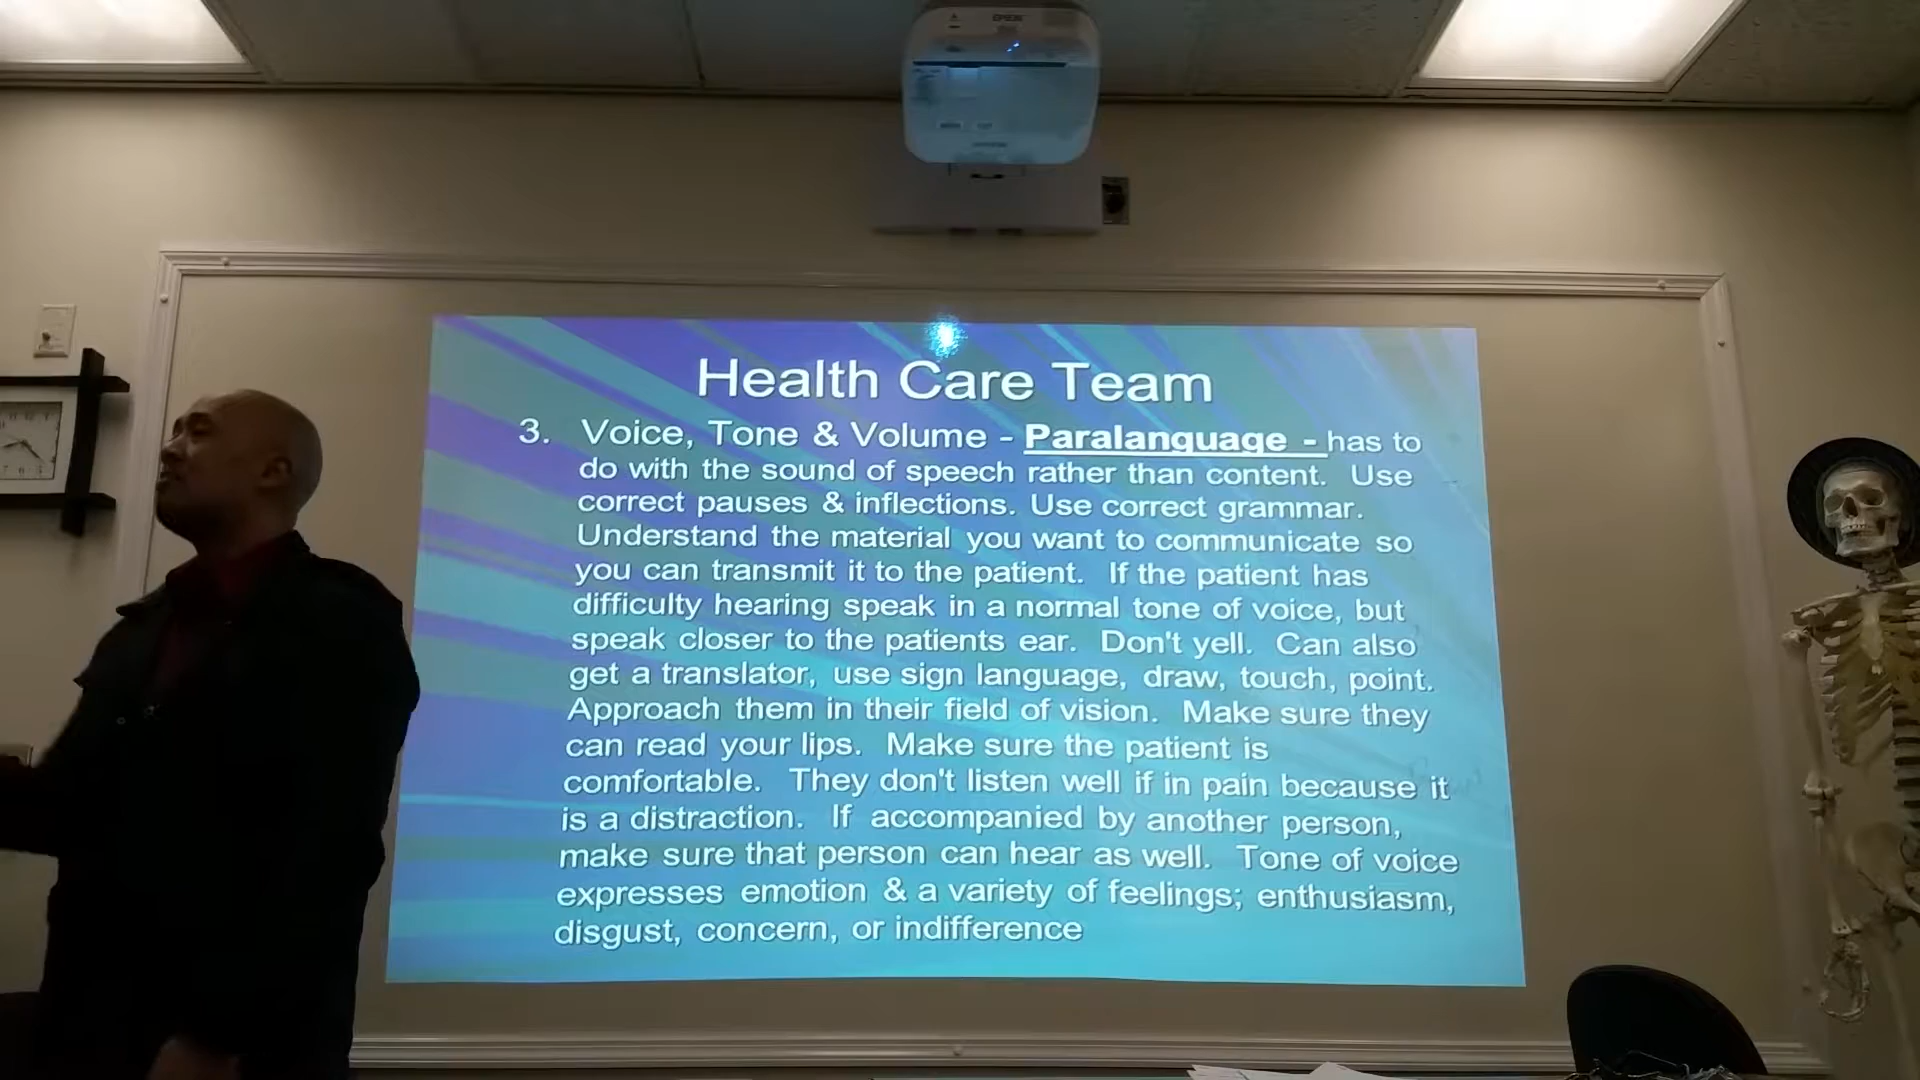 EPSON
Health Care Team
3. Voice, Tone & Volume - Paralanguage - has to
do with the sound of speech rather than content. Use
correct pauses & inflections. Use correct grammar.
Understand the material you want to communicate so
you can transmit it to the patient. If the patient has
difficulty hearing speak in a normal tone of voice, but
speak closer to the patients ear. Don't yell. Can also
get a translator, use sign language, draw, touch, point.
Approach them in their field of vision. Make sure they
can read your lips. Make sure the patient is
comfortable. They don't listen well if in pain because it
is a distraction. If accompanied by another person,
make sure that person can hear as well. Tone of voice
expresses emotion & a variety of feelings; enthusiasm,
disgust, concern, or indifference